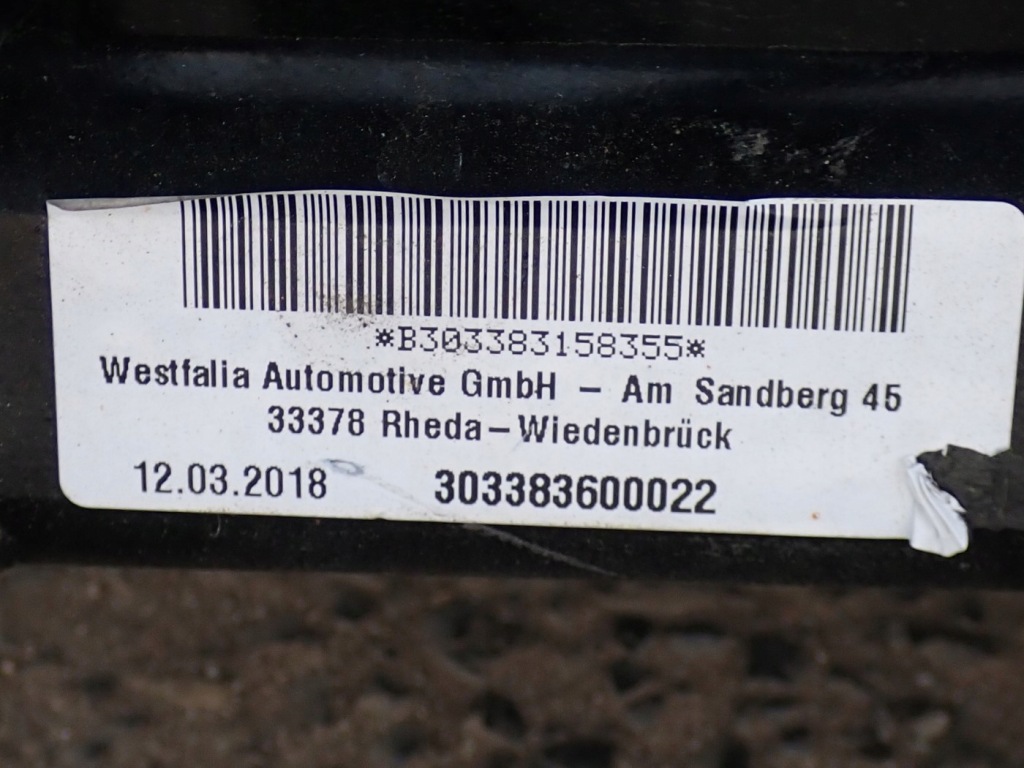 *B303383158355*
Westfalia Automotive GmbH – Am Sandberg 45
33378 Rheda–Wiedenbrück
12.03.2018 303383600022